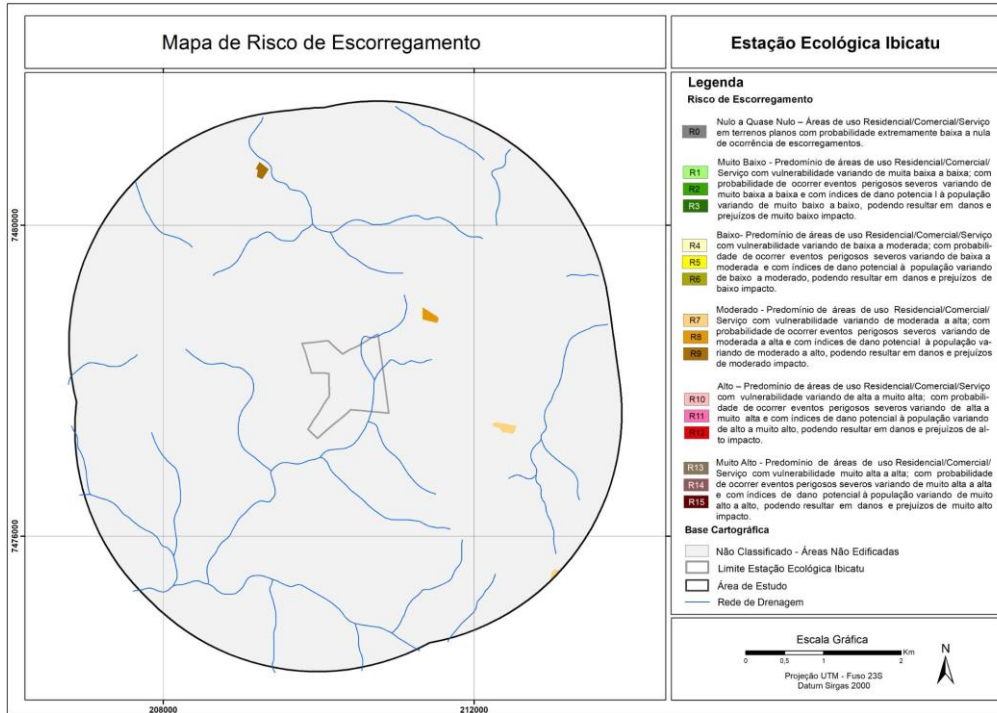 Mapa de Risco de Escorregamento
Estação Ecológica Ibicatu
Legenda
Risco de Escorregamento
R0
Nulo a Quase Nulo – Áreas de uso Residencial/Comercial/Serviço
em terrenos planos com probabilidade extremamente baixa a nula
de ocorrência de escorregamentos.
R1
R2
R3
Muito Baixo - Predomínio de áreas de uso Residencial/Comercial/
Serviço com vulnerabilidade variando de muita baixa a baixa; com
probabilidade de ocorrer eventos perigosos severos variando de
muito baixa a baixa e com índices de dano potencia l à população
variando de muito baixo a baixo, podendo resultar em danos e
prejuízos de muito baixo impacto.
R4
R5
R6
Baixo- Predomínio de áreas de uso Residencial/Comercial/Serviço
com vulnerabilidade variando de baixa a moderada; com probabili-
dade de ocorrer eventos perigosos severos variando de baixa a
moderada e com índices de dano potencial à população variando
de baixo a moderado, podendo resultar em danos e prejuízos de
baixo impacto.
R7
R8
R9
Moderado - Predomínio de áreas de uso Residencial/Comercial/
Serviço com vulnerabilidade variando de moderada a alta; com
probabilidade de ocorrer eventos perigosos severos variando de
moderada a alta e com índices de dano potencial à população va-
riando de moderado a alto, podendo resultar em danos e prejuízos
de moderado impacto.
R10
R11
R12
Alto – Predomínio de áreas de uso Residencial/Comercial/Serviço
com vulnerabilidade variando de alta a muito alta; com probabili-
dade de ocorrer eventos perigosos severos variando de alta a
muito alta e com índices de dano potencial à população variando
de alto a muito alto, podendo resultar em danos e prejuízos de al-
to impacto.
R13
R14
R15
Muito Alto - Predomínio de áreas de uso Residencial/Comercial/
Serviço com vulnerabilidade muito alta a alta; com probabilidade
de ocorrer eventos perigosos severos variando de muito alta a alta
e com índices de dano potencial à população variando de muito
alto a alto, podendo resultar em danos e prejuízos de muito alto
impacto.
Base Cartográfica
Não Classificado - Áreas Não Edificadas
Limite Estação Ecológica Ibicatu
Área de Estudo
Rede de Drenagem
Escala Gráfica
Km
0 0,5 1 2
N
Projeção UTM - Fuso 23S
Datum Sirgas 2000
7480000
7476000
208000
212000